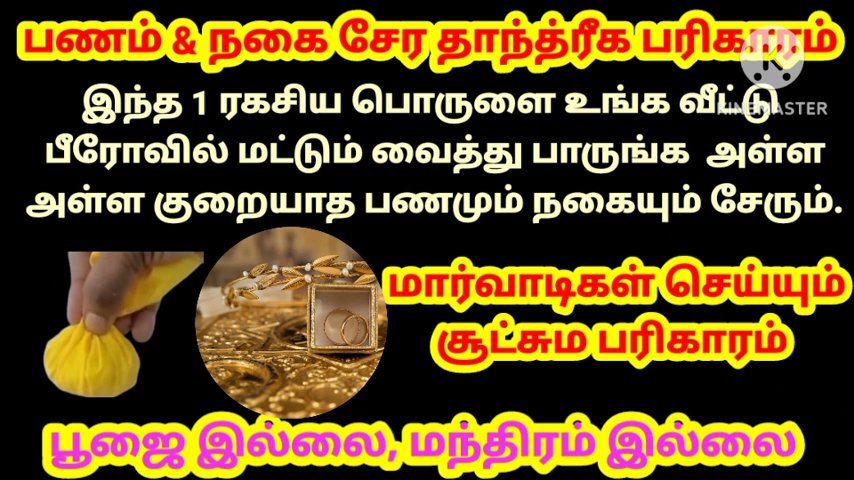 பணம் & நகை சேர தாந்த்ரீக பரிகாரம்
இந்த 1 ரகசிய பொருளை உங்க வீட்டு
KINEMASTER
பீரோவில் மட்டும் வைத்து பாருங்க அள்ள
அள்ள குறையாத பணமும் நகையும் சேரும்.
மார்வாடிகள் செய்யும்
சூட்சும பரிகாரம்
பூஜை இல்லை, மந்திரம் இல்லை